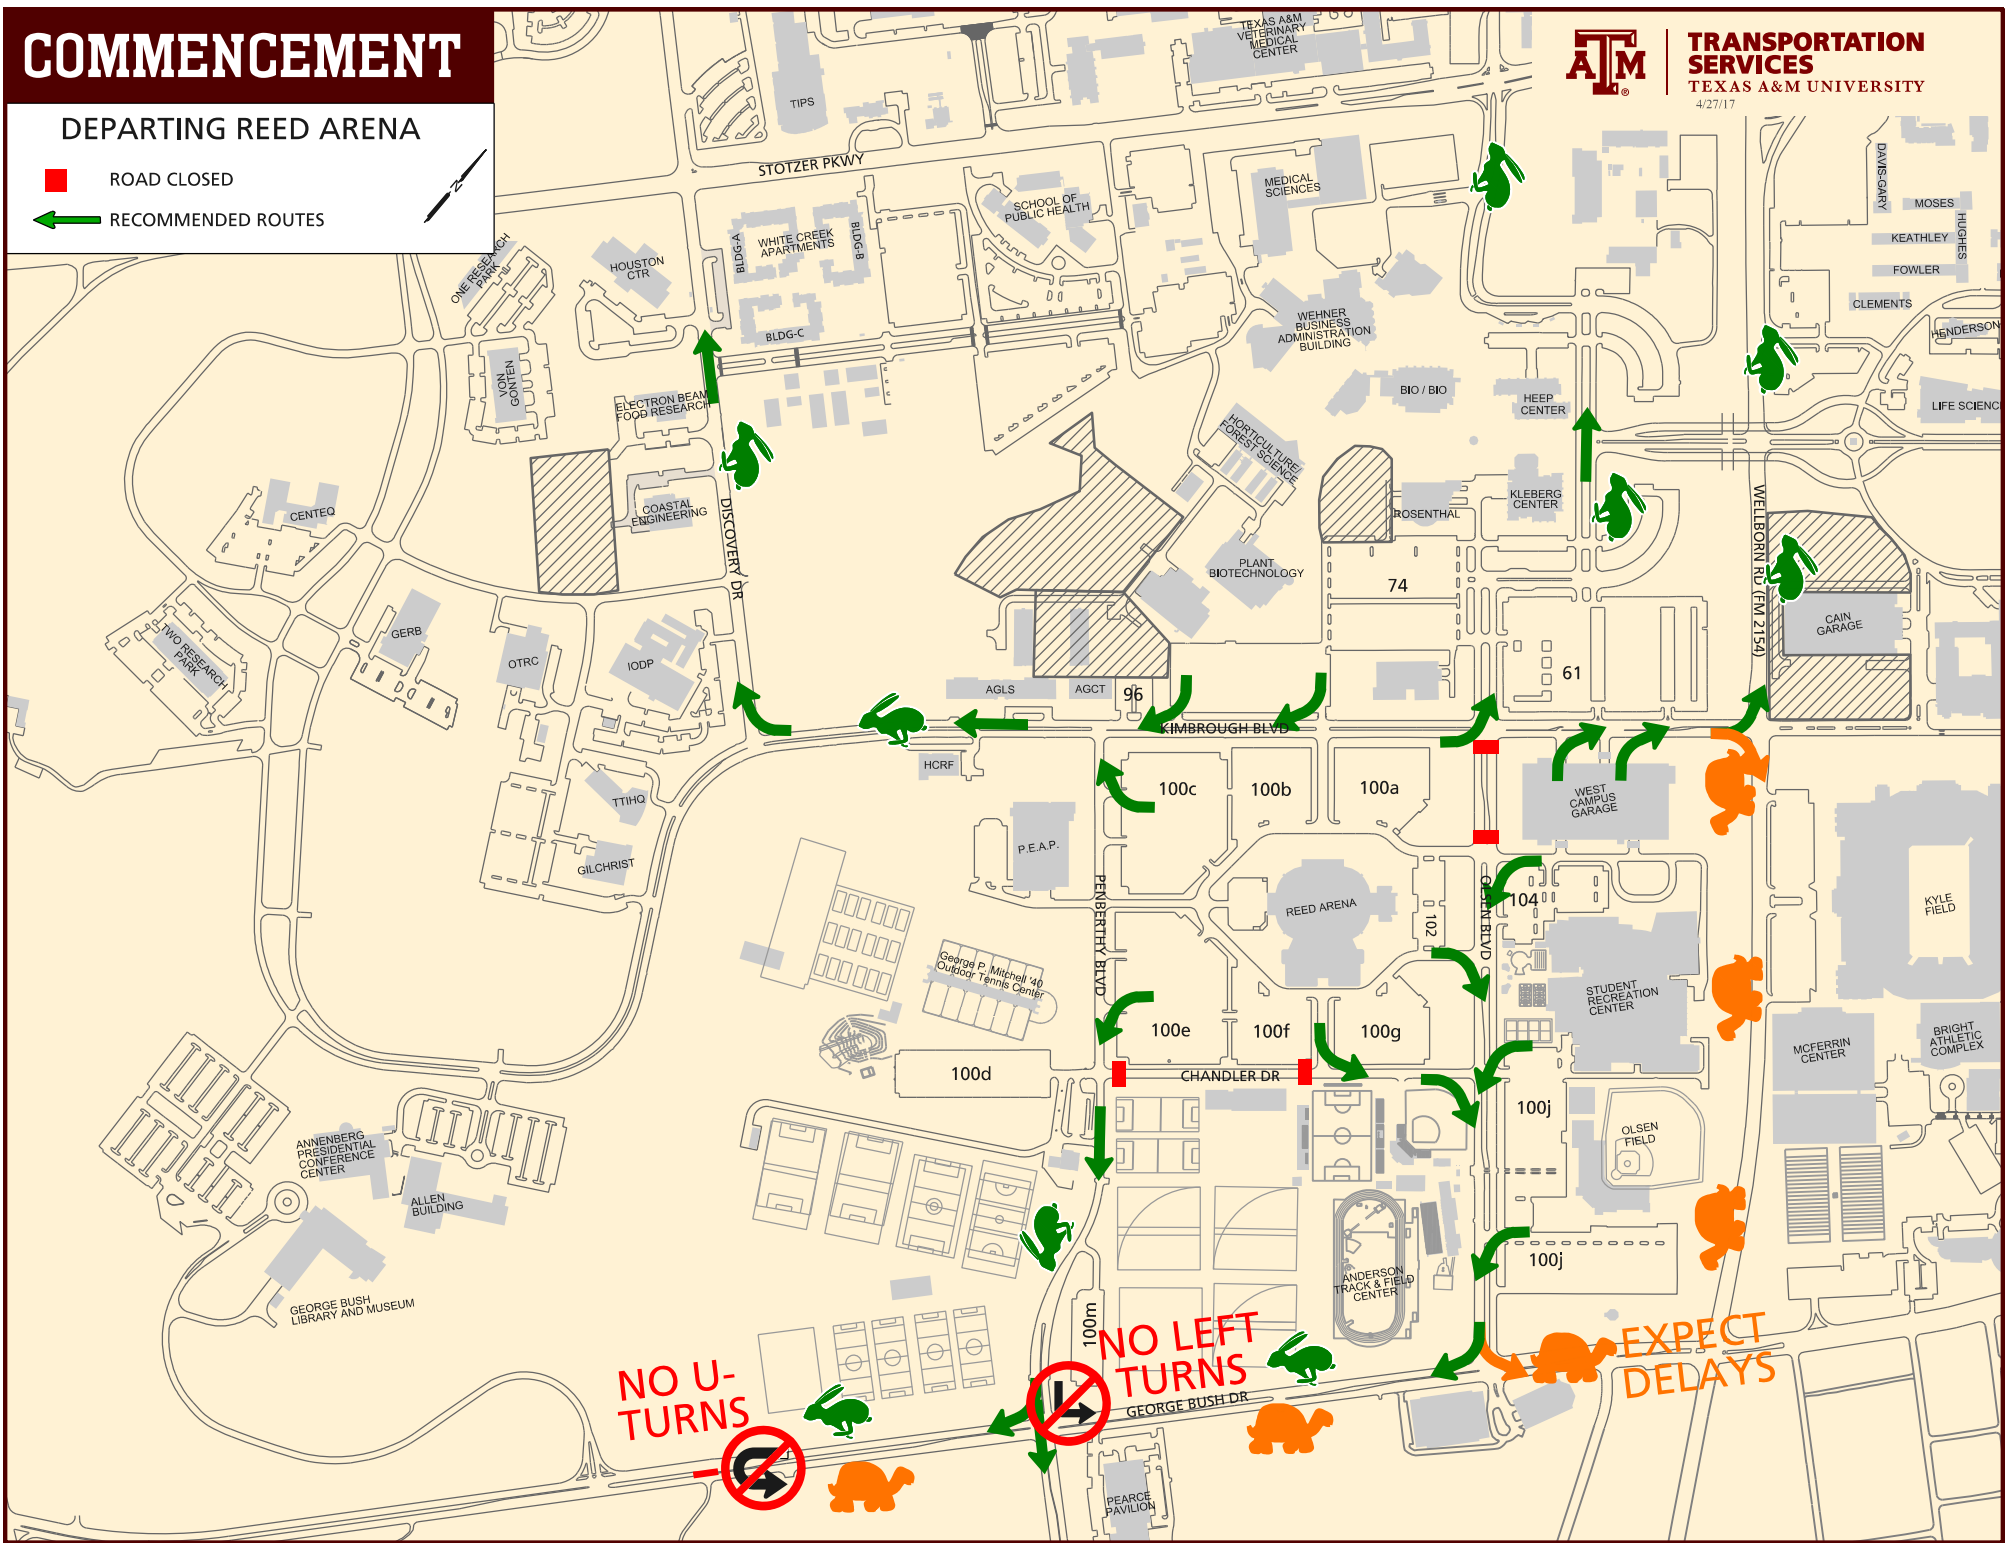 COMMENCEMENT
DEPARTING REED ARENA
ROAD CLOSED
RECOMMENDED ROUTES
N
ATM
®
TRANSPORTATION
SERVICES
TEXAS A&M UNIVERSITY
4/27/17
TEXAS A&M
VETERINARY
MEDICAL
CENTER
TIPS
STOTZER PKWY
MEDICAL
SCIENCES
SCHOOL OF
PUBLIC HEALTH
DAVIS-GARY
MOSES
HUGHES
KEATHLEY
FOWLER
CLEMENTS
HENDERSON
LIFE SCIENC
ONE RESEARCH
PARK
HOUSTON
CTR
BLDG-A
WHITE CREEK
APARTMENTS
BLDG-B
BLDG-C
WEHNER
BUSINESS
ADMINISTRATION
BUILDING
VON
GONTEN
ELECTRON BEAM
FOOD RESEARCH
BIO / BIO
HEEP
CENTER
HORTICULTURE/
FOREST SCIENCE
CENTEQ
COASTAL
ENGINEERING
DISCOVERY DR
ROSENTHAL
KLEBERG
CENTER
WELLBORN RD (FM 2154)
PLANT
BIOTECHNOLOGY
74
CAIN
GARAGE
TWO RESEARCH
PARK
GERB
OTRC
IODP
AGLS
AGCT
96
61
KIMBROUGH BLVD
HCRF
100c
100b
100a
WEST
CAMPUS
GARAGE
TTIHQ
GILCHRIST
P.E.A.P.
PENBERTHY BLVD
REED ARENA
102
OLSEN BLVD
104
KYLE
FIELD
George P. Mitchell '40
Outdoor Tennis Center
STUDENT
RECREATION
CENTER
100e
100f
100g
MCFERRIN
CENTER
BRIGHT
ATHLETIC
COMPLEX
100d
CHANDLER DR
100j
OLSEN
FIELD
ANNENBERG
PRESIDENTIAL
CONFERENCE
CENTER
ALLEN
BUILDING
100j
ANDERSON
TRACK & FIELD
CENTER
GEORGE BUSH
LIBRARY AND MUSEUM
100m
NO LEFT
TURNS
EXPECT
DELAYS
NO U-
TURNS
GEORGE BUSH DR
PEARCE
PAVILION